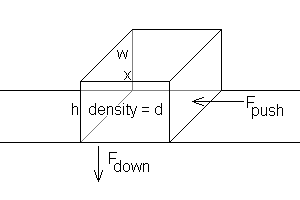 w
x
h density = d
F push
F down